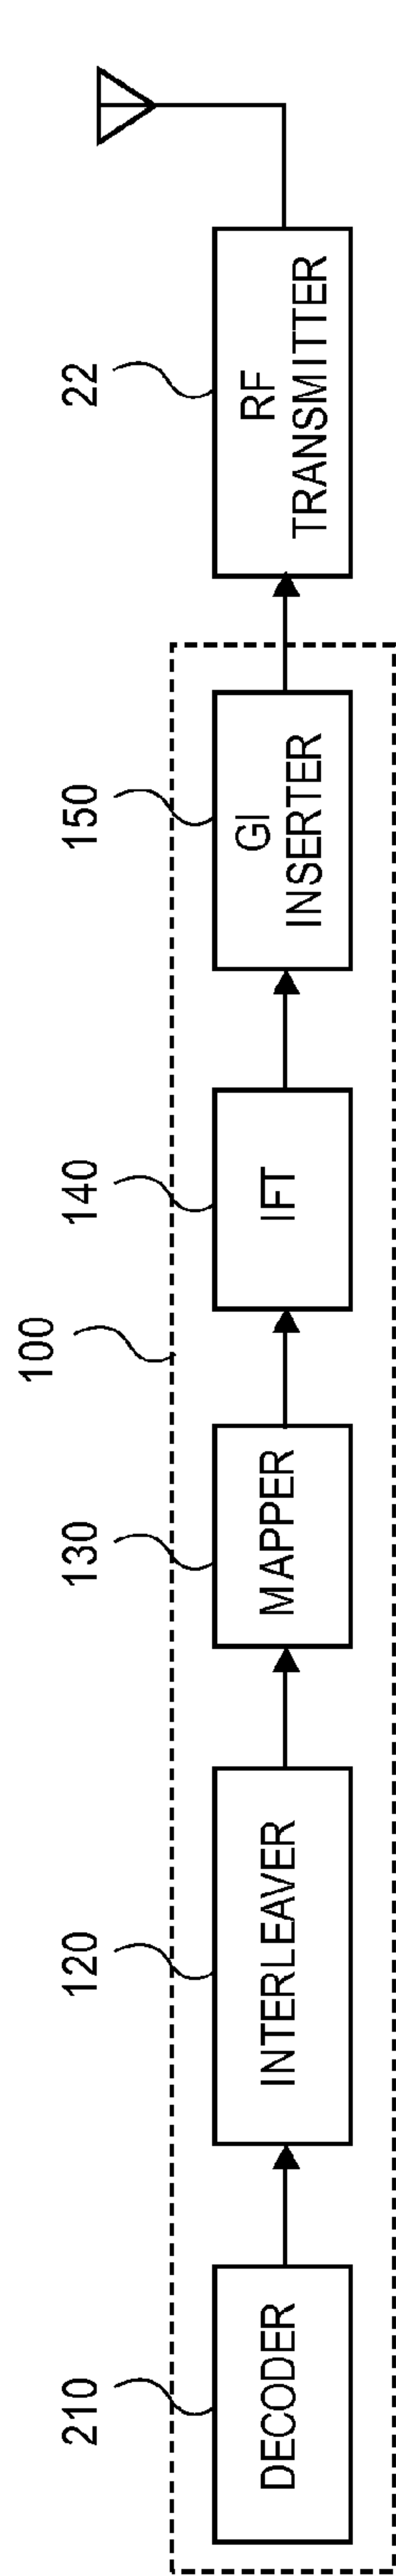 100
210
120
130
140
150
22
DECODER
INTERLEAVER
MAPPER
IFT
GI
INSERTER
RF
TRANSMITTER